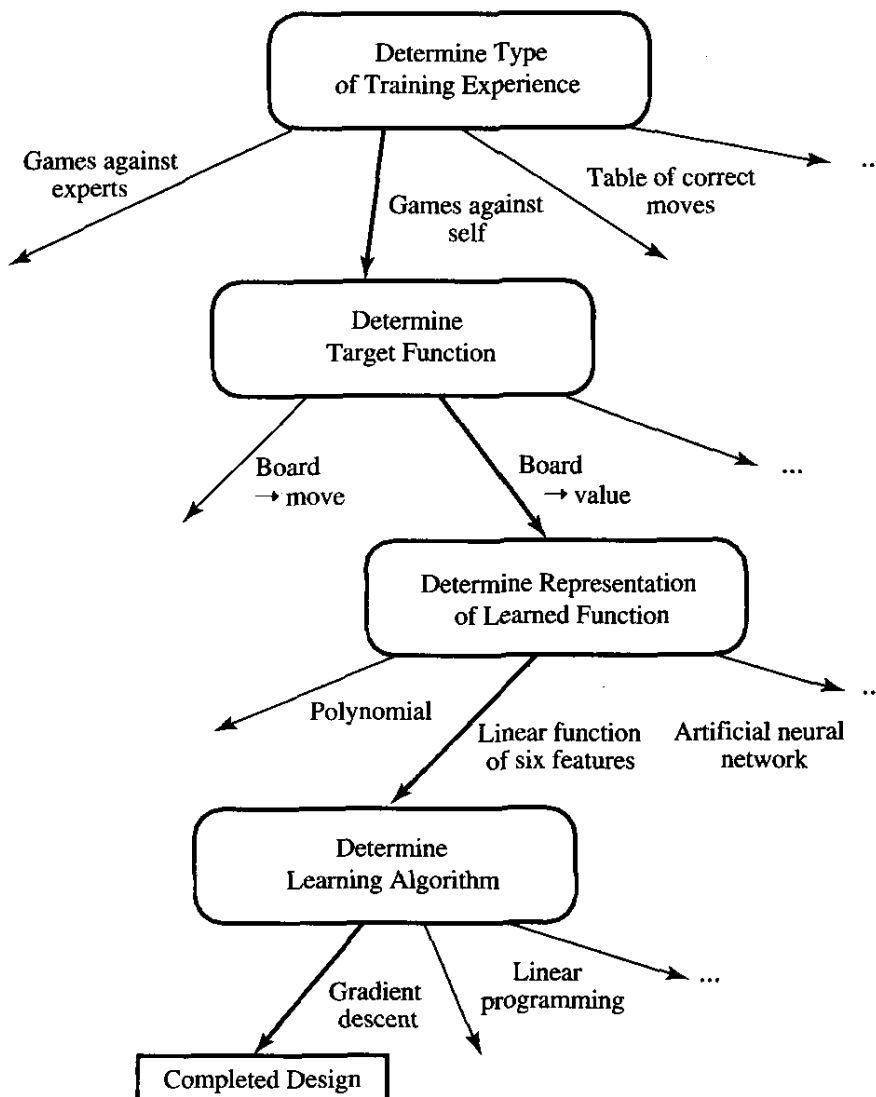 Determine Type
of Training Experience
Games against
experts
Games against
self
Table of correct
moves
..
Determine
Target Function
Board
→ move
Board
→ value
...
Determine Representation
of Learned Function
Polynomial
Linear function
of six features
Artificial neural
network
..
Determine
Learning Algorithm
Gradient
descent
Linear
programming
...
Completed Design